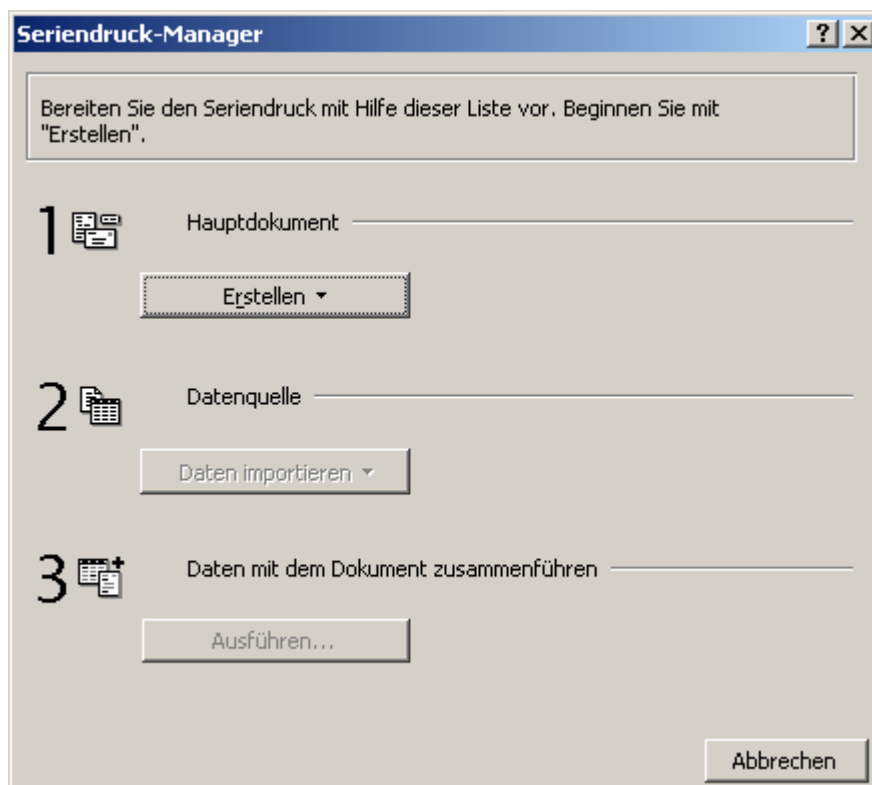 Seriendruck-Manager
Bereiten Sie den Seriendruck mit Hilfe dieser Liste vor. Beginnen Sie mit
"Erstellen".
1 Hauptdokument
Erstellen
2 Datenquelle
Daten importieren
3 Daten mit dem Dokument zusammenführen
Ausführen...
Abbrechen